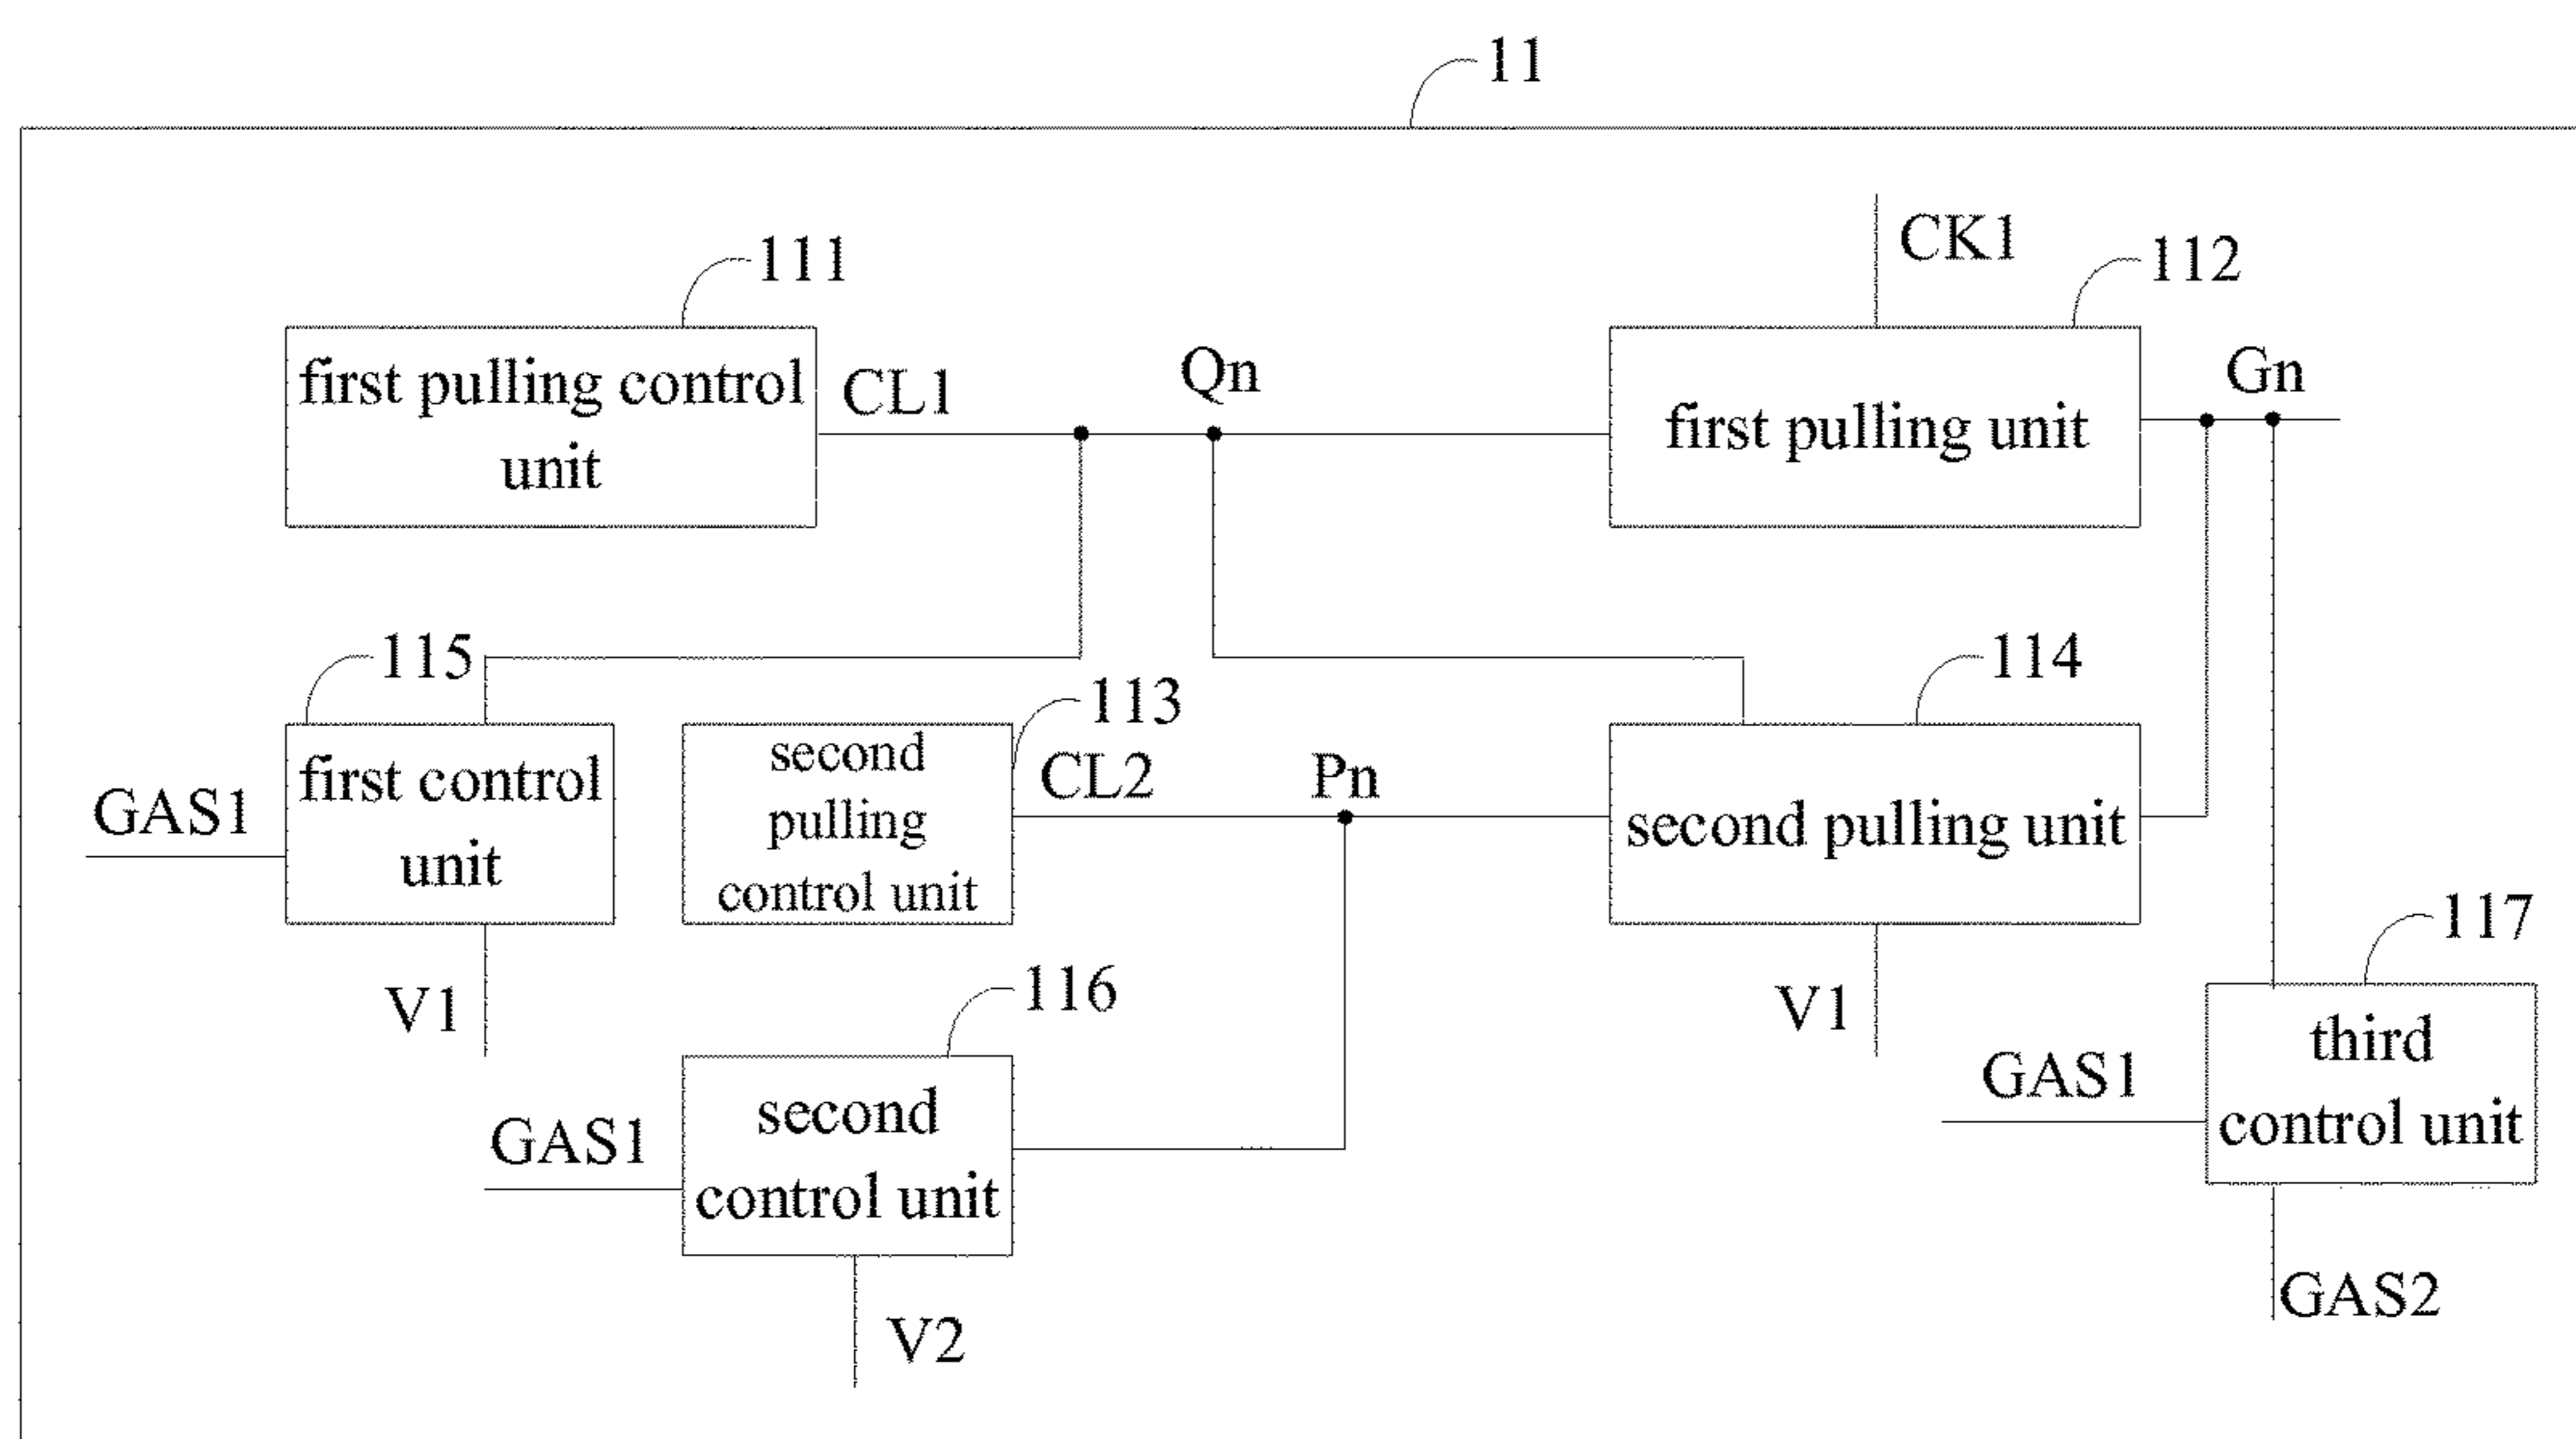 11
CK1
111
112
first pulling control
unit
CL1
Qn
first pulling unit
Gn
115
113
114
GAS1
first control
unit
second
pulling
control unit
CL2
Pn
second pulling unit
117
V1
116
V1
GAS1
third
control unit
GAS1
second
control unit
GAS2
V2